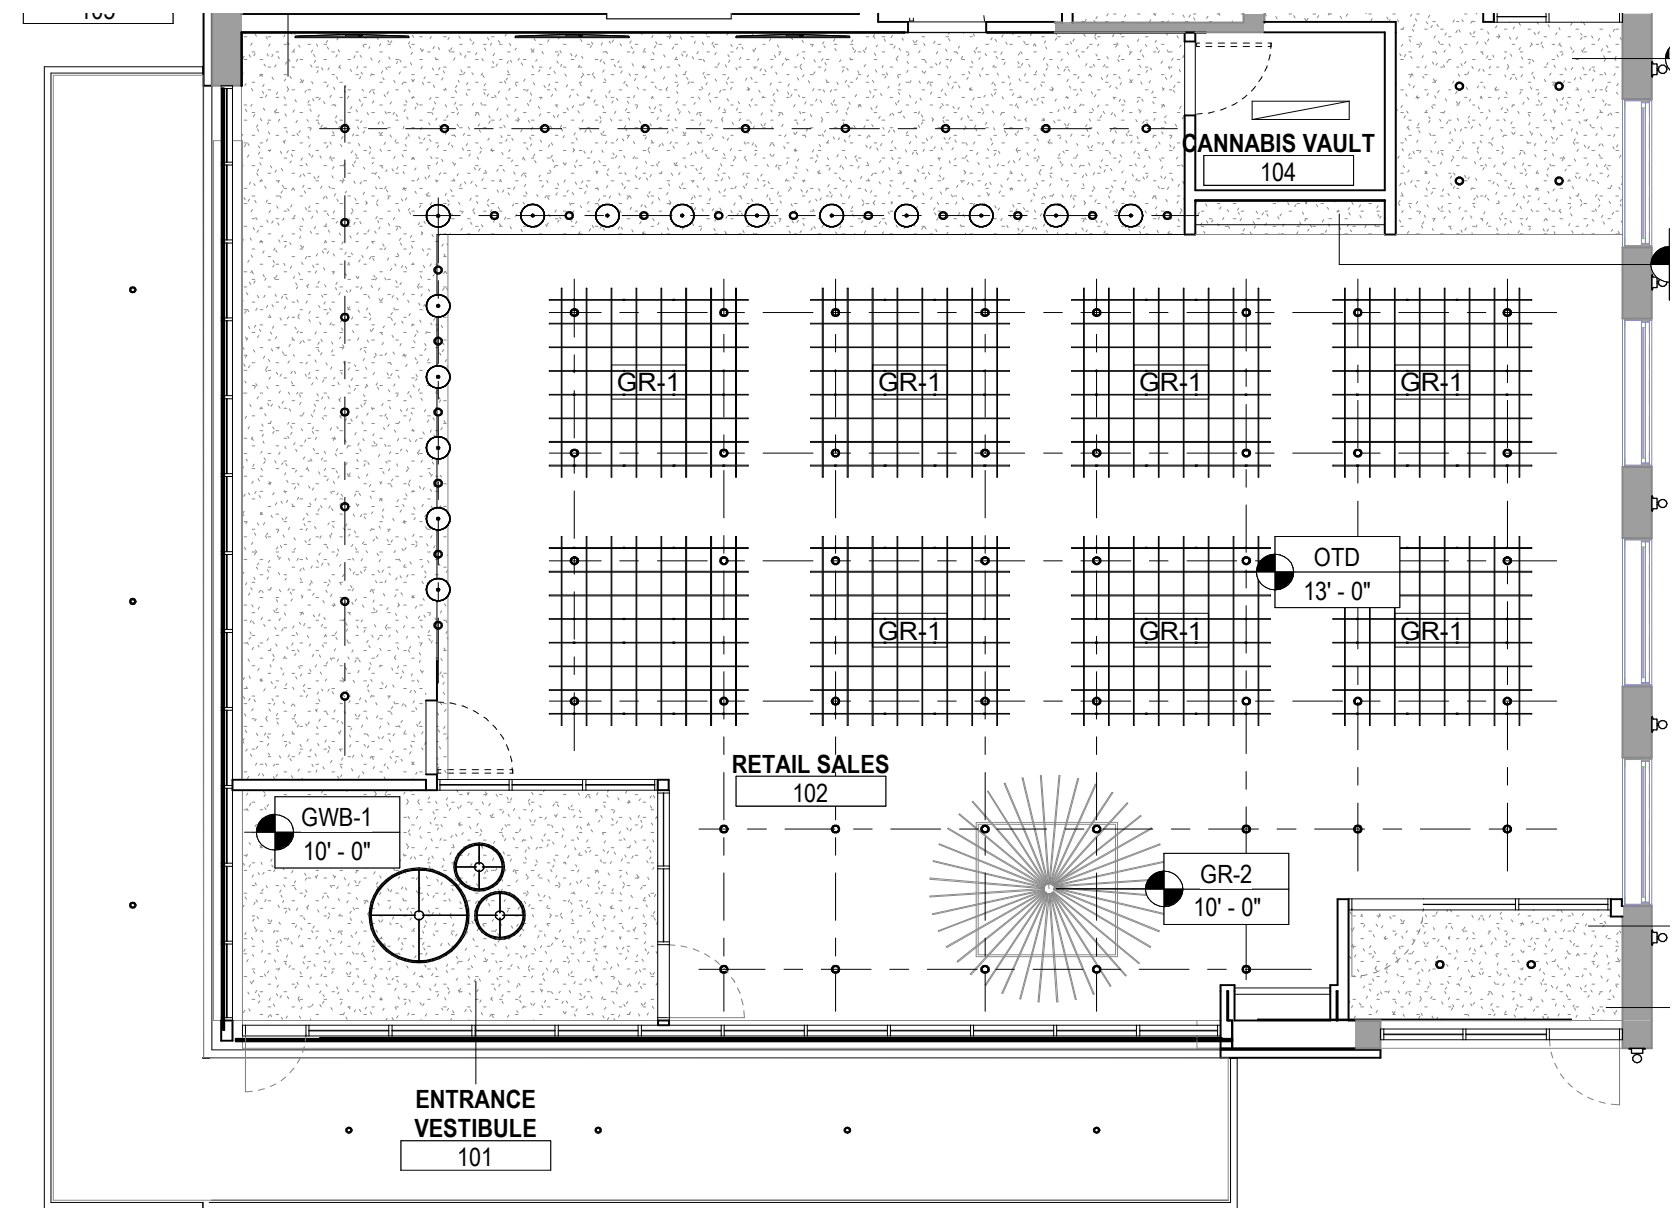 CANNABIS VAULT
104
GR-1
GR-1
GR-1
GR-1
OTD
13' - 0"
GR-1
GR-1
GR-1
RETAIL SALES
102
GWB-1
10' - 0"
GR-2
10' - 0"
ENTRANCE
VESTIBULE
101